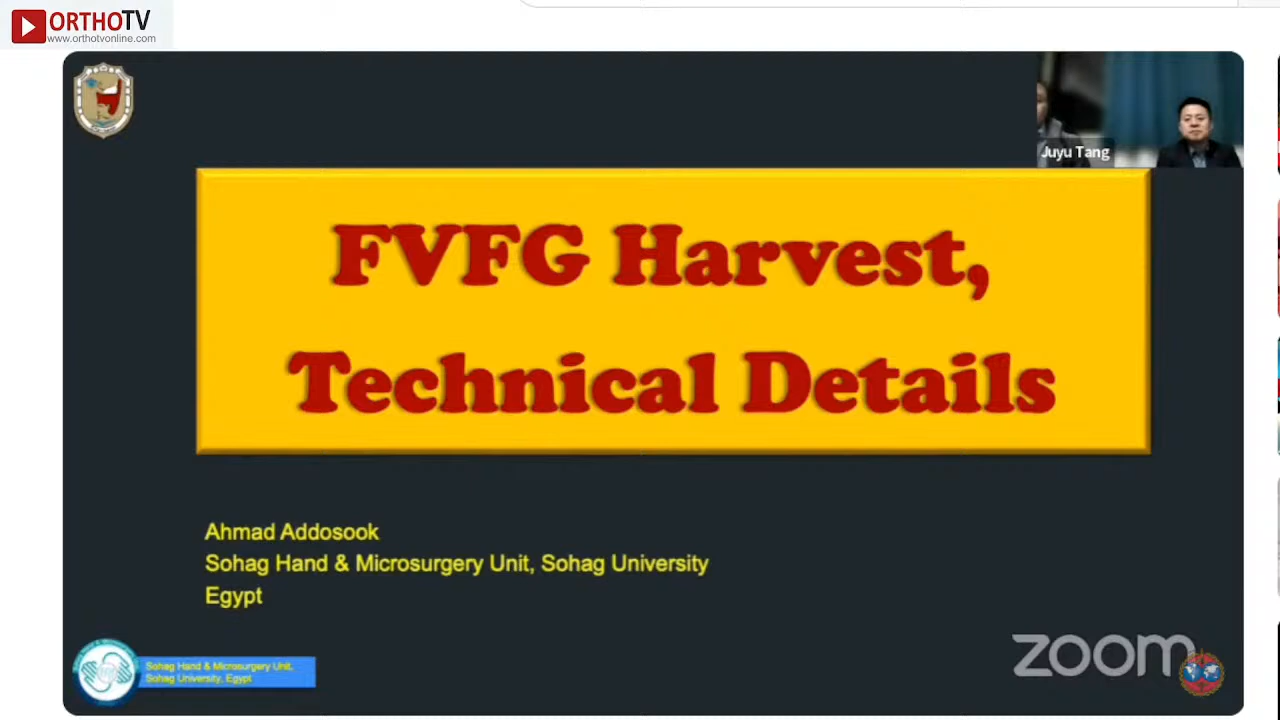 ORTHOTV
www.orthotvonline.com
Juyu Tang
FVFG Harvest,
Technical Details
Ahmad Addosook
Sohag Hand & Microsurgery Unit, Sohag University
Egypt
Sohag Hand & Microsurgery Unit,
Sohag University, Egypt
zoom